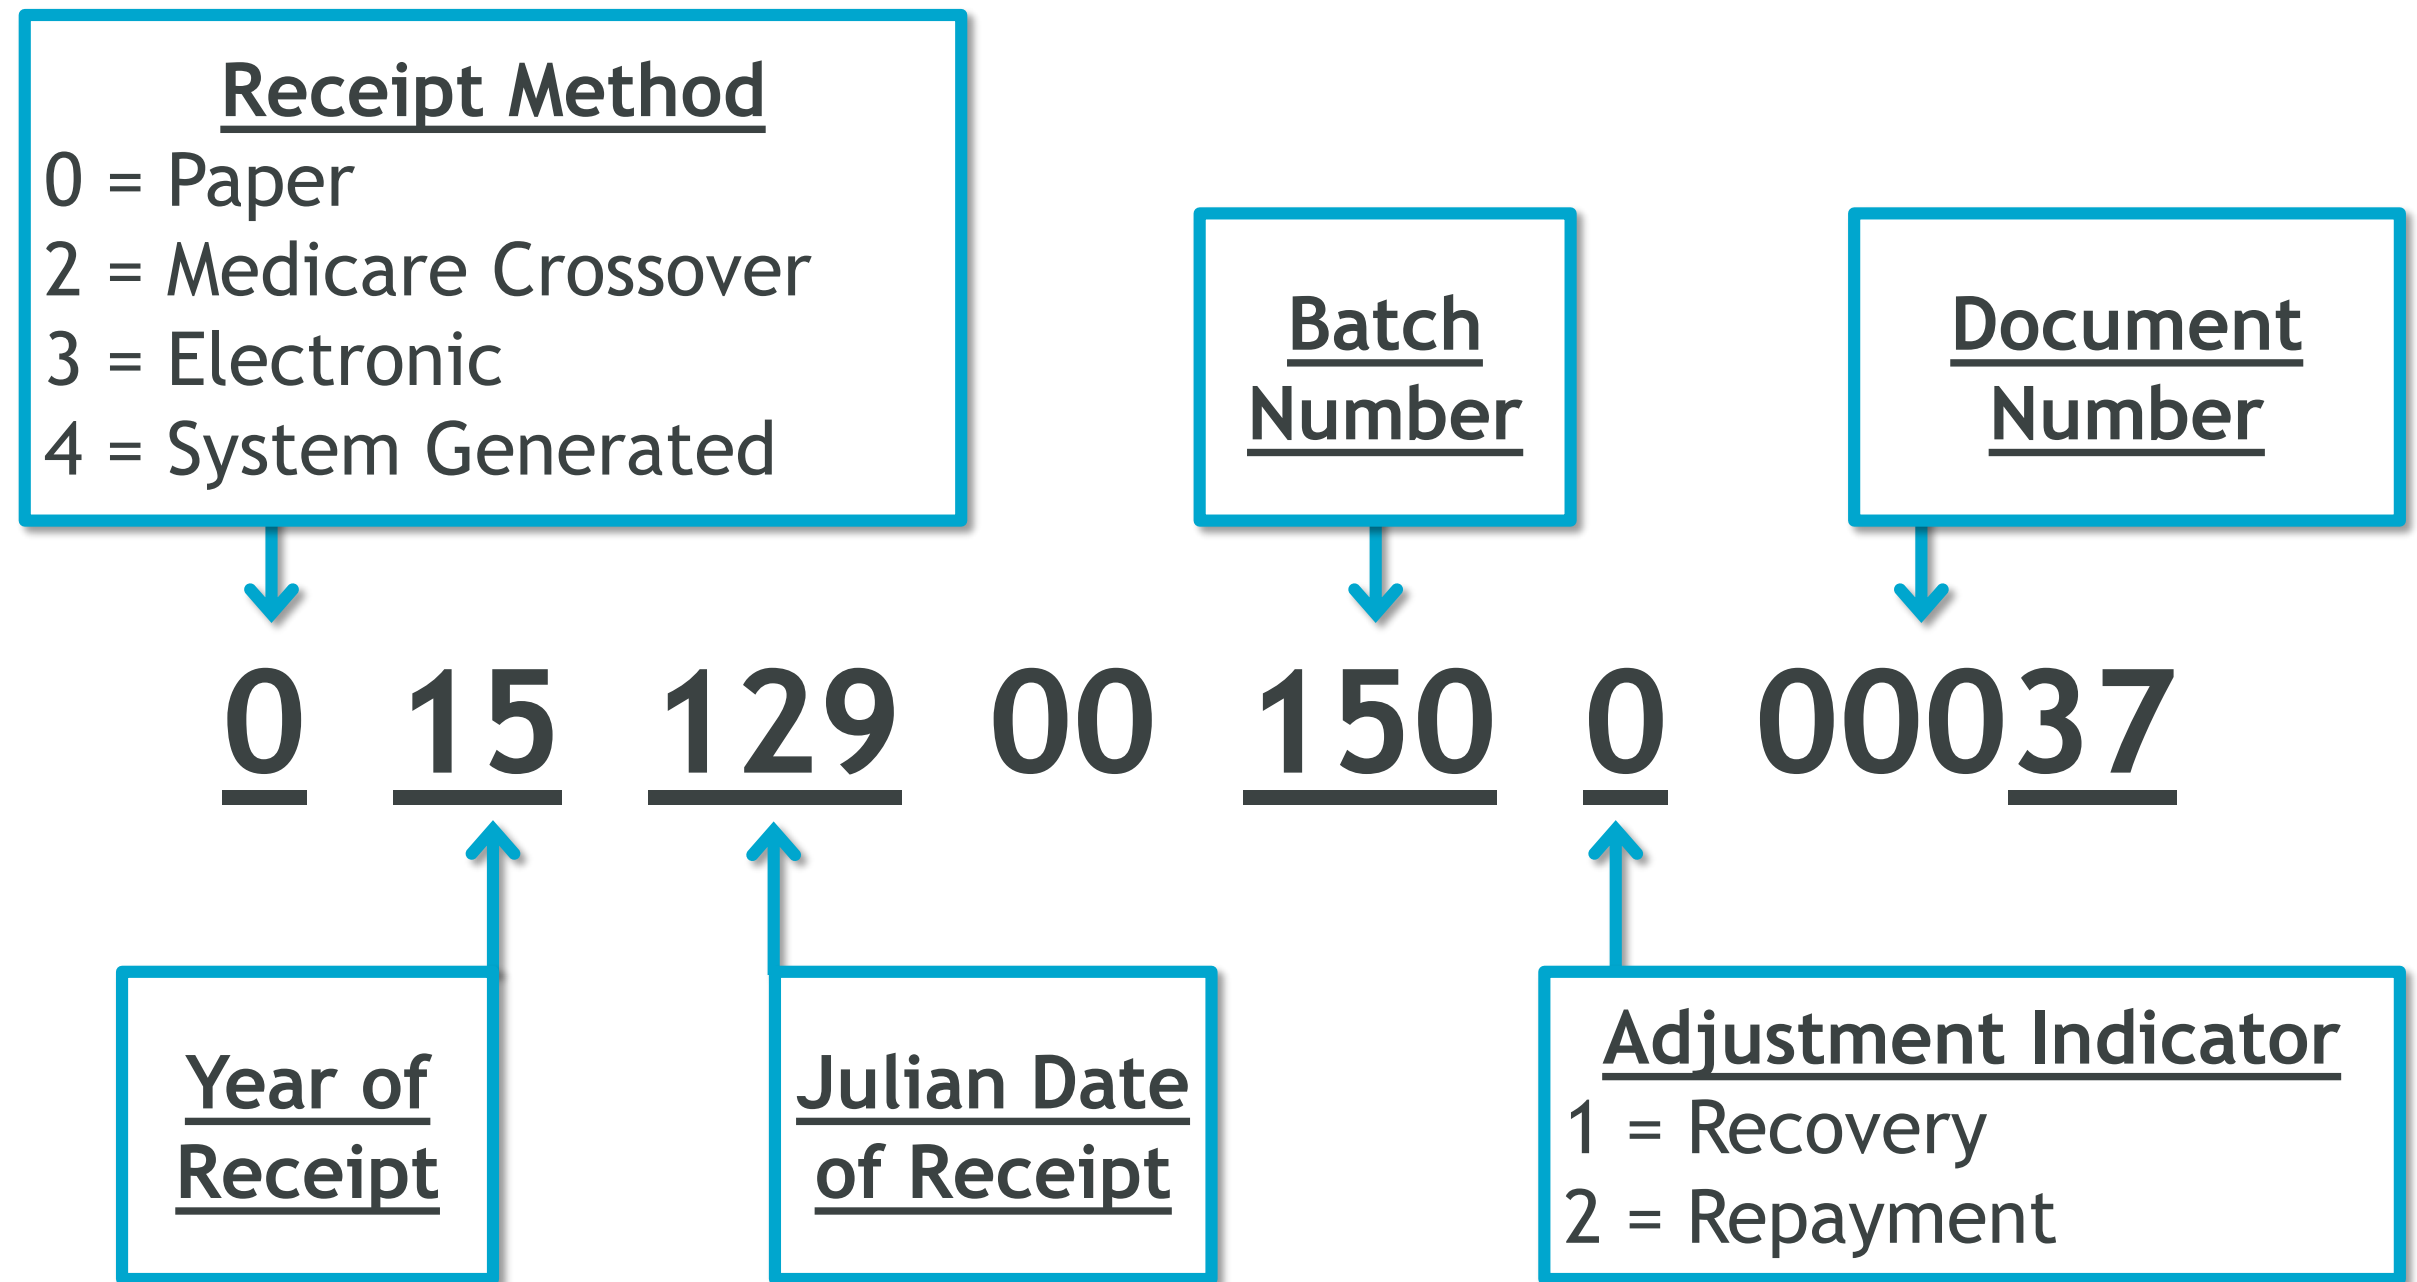 Receipt Method
0 = Paper
2 = Medicare Crossover
3 = Electronic
4 = System Generated
Batch
Number
Document
Number
0 15 129 00 150 0 00037
Year of
Receipt
Julian Date
of Receipt
Adjustment Indicator
1 = Recovery
2 = Repayment